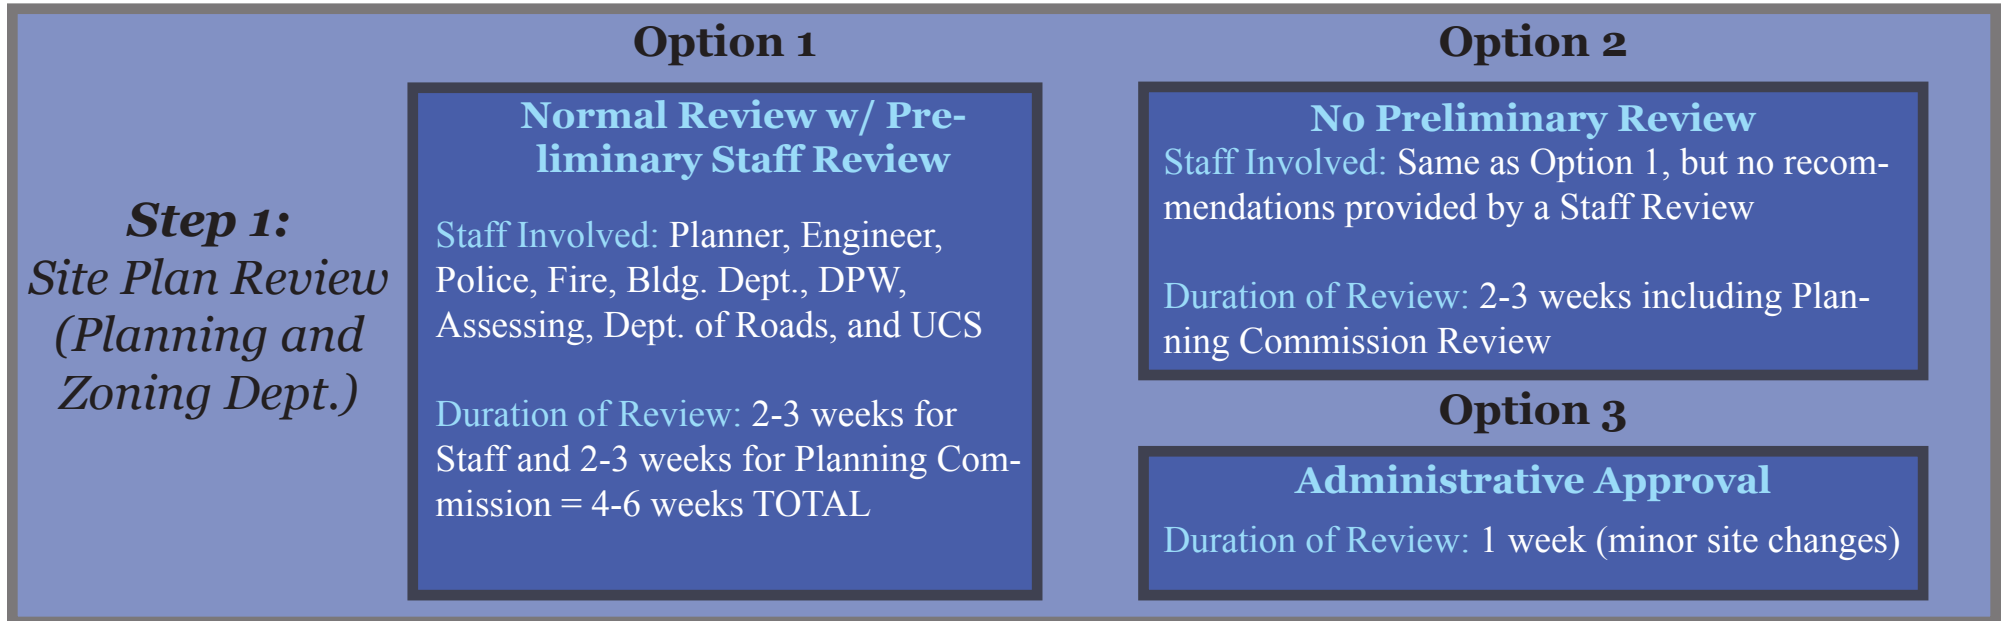 Step 1:
Site Plan Review
(Planning and
Zoning Dept.)
Option 1
Normal Review w/ Pre-
liminary Staff Review
Staff Involved: Planner, Engineer,
Police, Fire, Bldg. Dept., DPW,
Assessing, Dept. of Roads, and UCS
Duration of Review: 2-3 weeks for
Staff and 2-3 weeks for Planning Com-
mission = 4-6 weeks TOTAL
Option 2
No Preliminary Review
Staff Involved: Same as Option 1, but no recom-
mendations provided by a Staff Review
Duration of Review: 2-3 weeks including Plan-
ning Commission Review
Option 3
Administrative Approval
Duration of Review: 1 week (minor site changes)